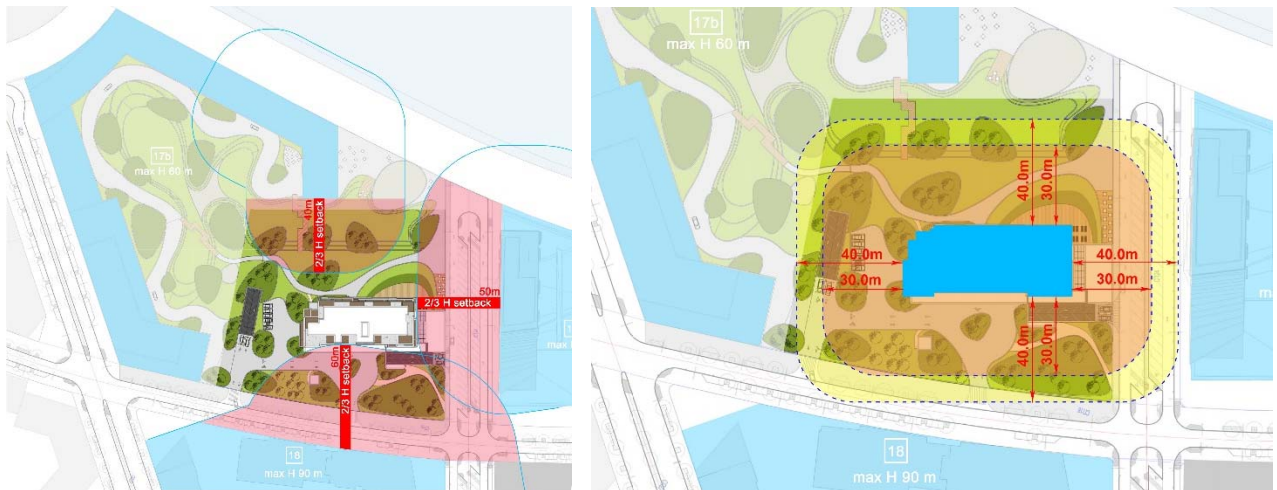 17b
max H 60 m
40m
2/3 H setback
50m
2/3 H setback
60m
2/3 H setback
18
max H 90 m
17b
max H 60 m
40.0m
30.0m
40.0m
30.0m
40.0m
30.0m
40.0m
30.0m
18
max H 90 m